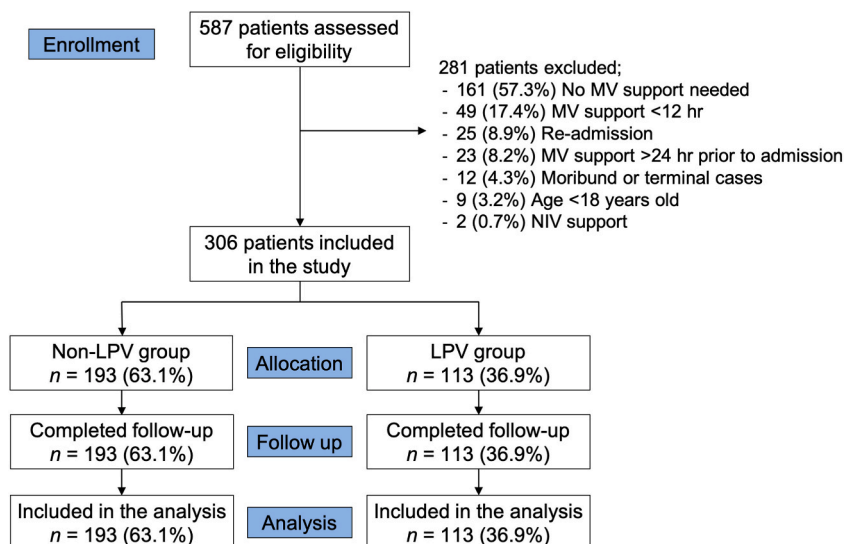 587 patients assessed
for eligibility
Enrollment
281 patients excluded;
- 161 (57.3%) No MV support needed
- 49 (17.4%) MV support <12 hr
- 25 (8.9%) Re-admission
- 23 (8.2%) MV support >24 hr prior to admission
- 12 (4.3%) Moribund or terminal cases
- 9 (3.2%) Age <18 years old
- 2 (0.7%) NIV support
306 patients included
in the study
Non-LPV group
n = 193 (63.1%)
Allocation
LPV group
n = 113 (36.9%)
Completed follow-up
n = 193 (63.1%)
Follow up
Completed follow-up
n = 113 (36.9%)
Included in the analysis
n = 193 (63.1%)
Analysis
Included in the analysis
n = 113 (36.9%)